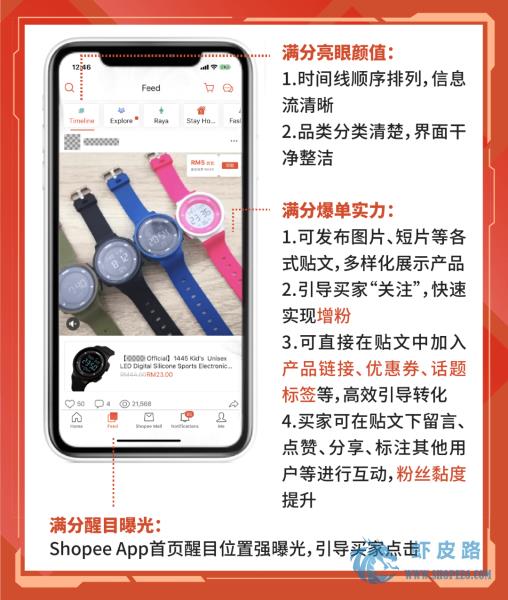 12:46
Feed
Timeline
Explore
Raya
Stay Ho...
Fash
RM5
Official】1445 Kid's Unisex
LED Digital Silicone Sports Electronic...
RM44.60 RM23.00
50
4
21,568
Home
Feed
Shopee Mall
Notifications
Me
满分亮眼颜值：
1.时间线顺序排列，信息
流清晰
2.品类分类清楚，界面干
净整洁
满分爆单实力：
1.可发布图片、短片等各
式贴文，多样化展示产品
2.引导买家“关注”，快速
实现增粉
3.可直接在贴文中加入
产品链接、优惠券、话题
标签等，高效引导转化
4.买家可在贴文下留言、
点赞、分享、标注其他用
户等进行互动，粉丝黏度
提升
满分醒目曝光：
Shopee App首页醒目位置强曝光，引导买家点击
虾皮路
WWW.SHOPEE6.COM